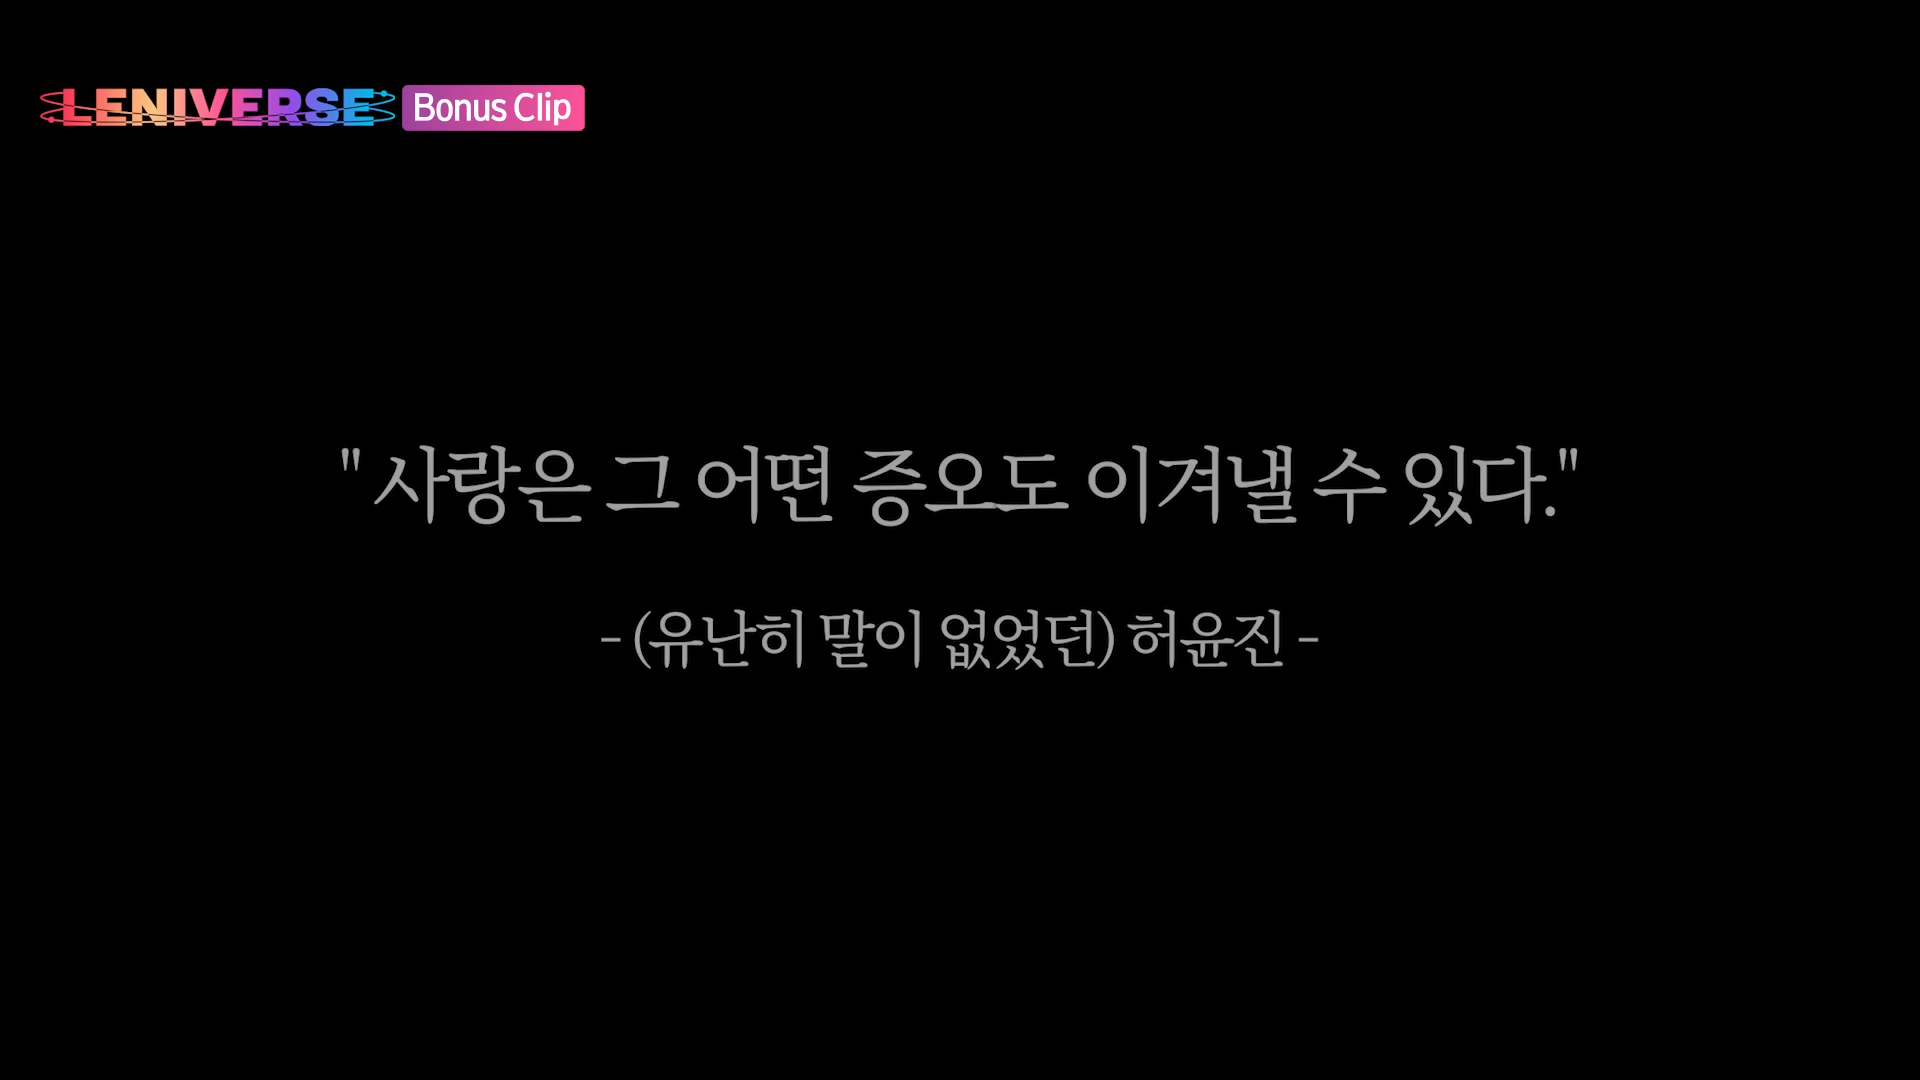 LENIVERSE Bonus Clip
"사랑은 그 어떤 증오도 이겨낼 수 있다."
- (유난히 말이 없었던) 허윤진 -